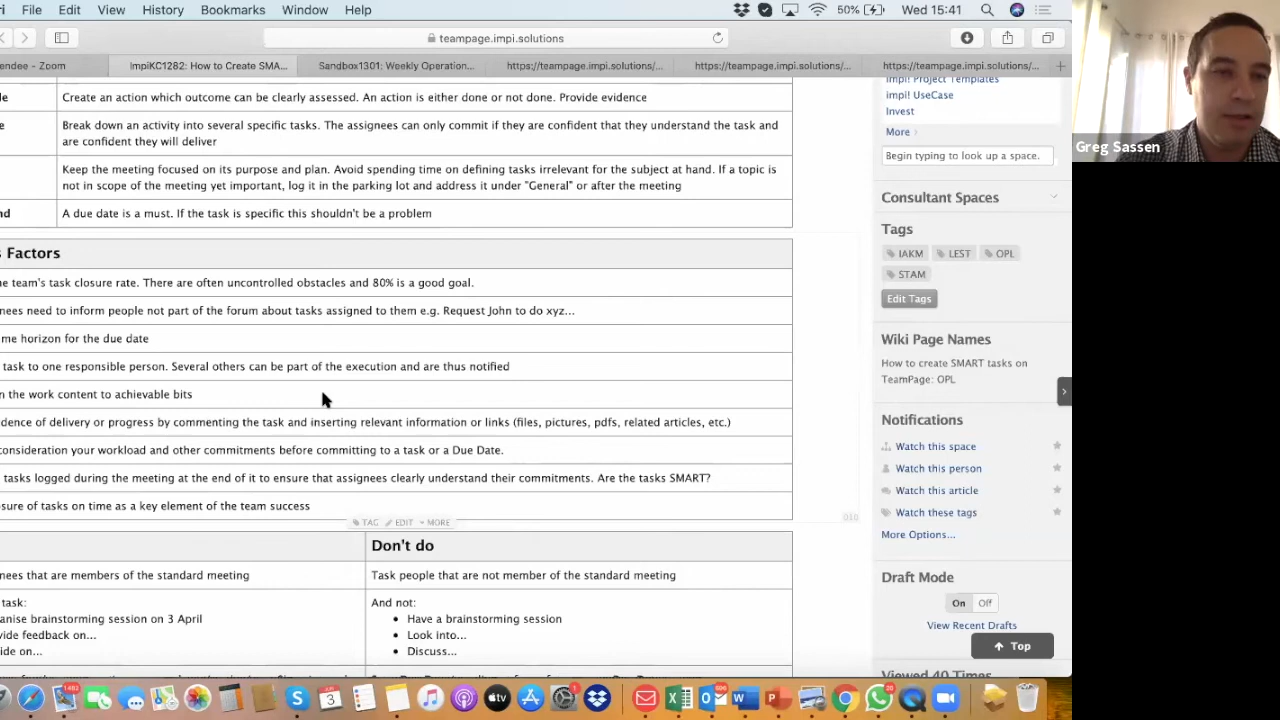 File Edit View History Bookmarks Window Help
50% Wed 15:41
teampage.impi.solutions
endee - Zoom
ImpiKC1282: How to Create SMA...
Sandbox1301: Weekly Operation...
https://teampage.impi.solutions/...
https://teampage.impi.solutions/...
https://teampage.impi.solutions/...
Create an action which outcome can be clearly assessed. An action is either done or not done. Provide evidence
Break down an activity into several specific tasks. The assignees can only commit if they are confident that they understand the task and
are confident they will deliver
Keep the meeting focused on its purpose and plan. Avoid spending time on defining tasks irrelevant for the subject at hand. If a topic is
not in scope of the meeting yet important, log it in the parking lot and address it under "General" or after the meeting
nd
A due date is a must. If the task is specific this shouldn't be a problem
s Factors
he team's task closure rate. There are often uncontrolled obstacles and 80% is a good goal.
nees need to inform people not part of the forum about tasks assigned to them e.g. Request John to do xyz...
me horizon for the due date
task to one responsible person. Several others can be part of the execution and are thus notified
n the work content to achievable bits
dence of delivery or progress by commenting the task and inserting relevant information or links (files, pictures, pdfs, related articles, etc.)
consideration your workload and other commitments before committing to a task or a Due Date.
tasks logged during the meeting at the end of it to ensure that assignees clearly understand their commitments. Are the tasks SMART?
sure of tasks on time as a key element of the team success
TAG EDIT MORE
010
Don't do
nees that are members of the standard meeting
Task people that are not member of the standard meeting
task:
anise brainstorming session on 3 April
vide feedback on...
ide on...
And not:
Have a brainstorming session
Look into...
Discuss...
impi! Project Templates
impi! UseCase
Invest
More
Begin typing to look up a space.
Consultant Spaces
Tags
IAKM LEST OPL
STAM
Edit Tags
Wiki Page Names
How to create SMART tasks on
TeamPage: OPL
Notifications
Watch this space
Watch this person
Watch this article
Watch these tags
More Options...
Draft Mode
On Off
View Recent Drafts
Top
Viewed 40 Times
Greg Sassen